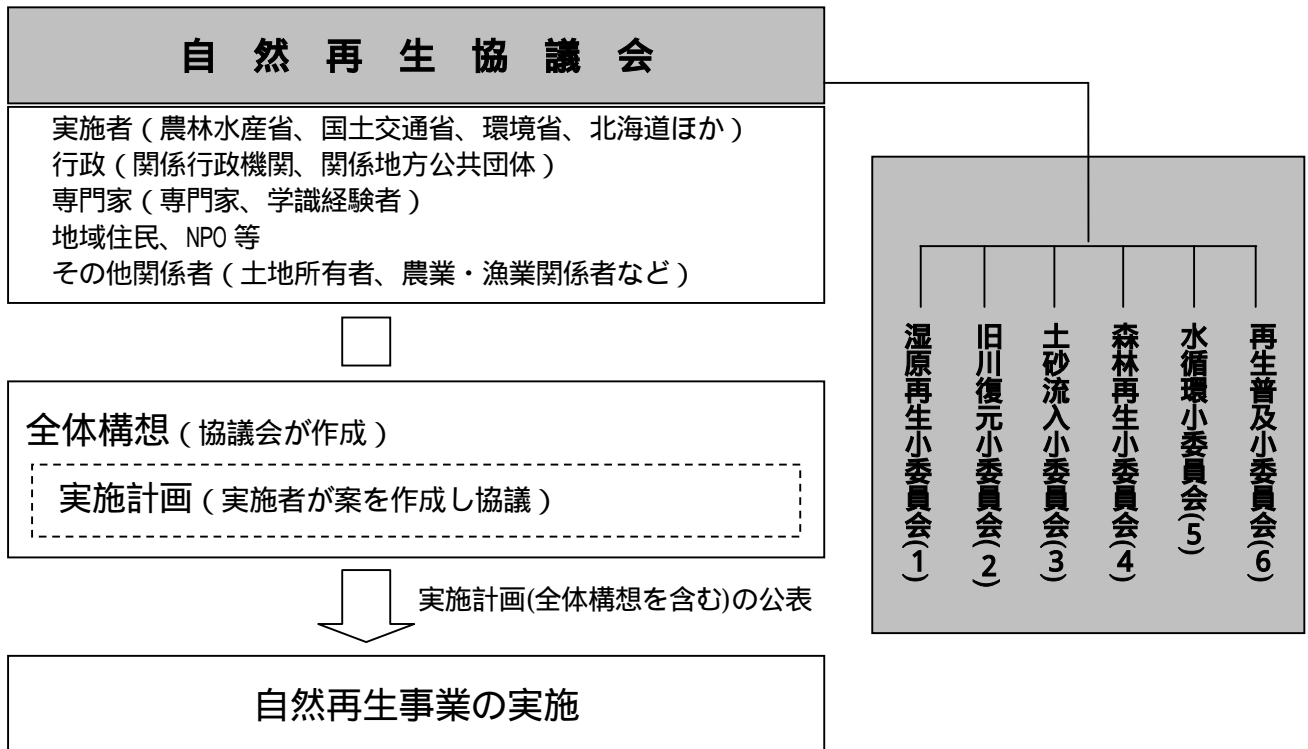 自然再生協議会
実施者（農林水産省、国土交通省、環境省、北海道ほか）
行政（関係行政機関、関係地方公共団体）
専門家（専門家、学識経験者）
地域住民、NPO等
その他関係者（土地所有者、農業・漁業関係者など）
全体構想（協議会が作成）
実施計画（実施者が案を作成し協議）
実施計画(全体構想を含む)の公表
自然再生事業の実施
湿原再生小委員会(1)
旧川復元小委員会(2)
土砂流入小委員会(3)
森林再生小委員会(4)
水循環小委員会(5)
再生普及小委員会(6)